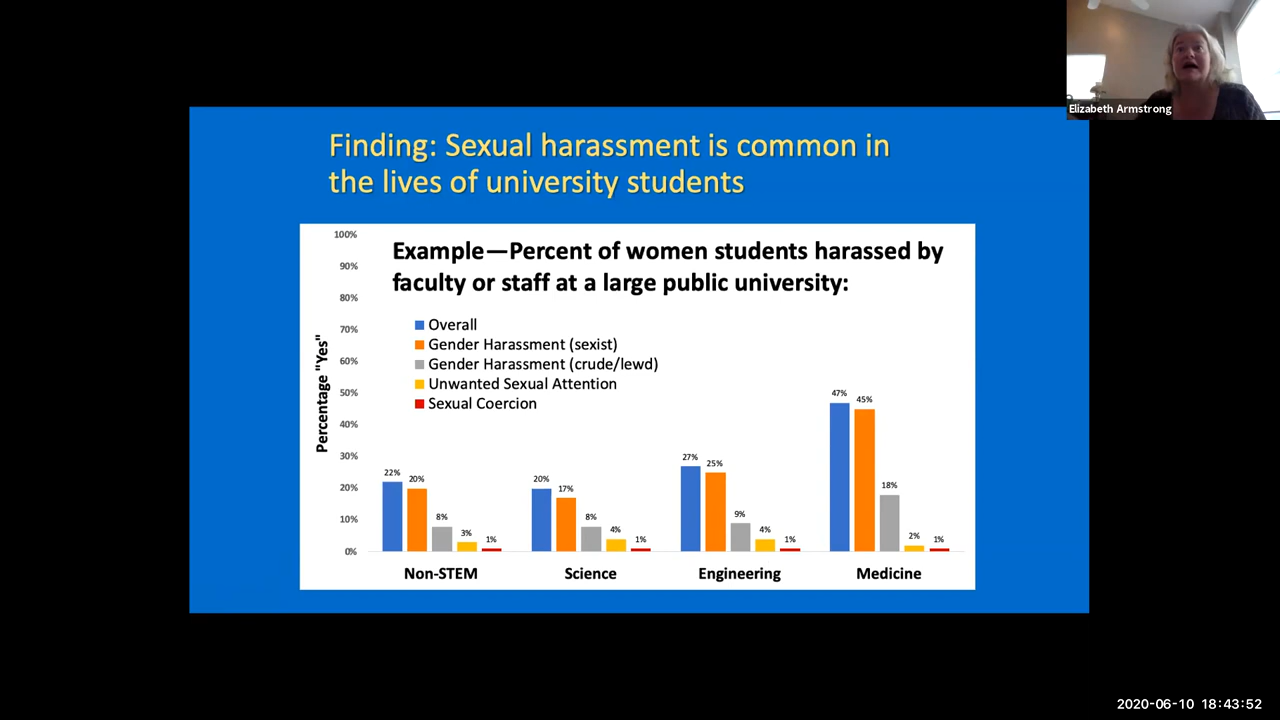 Elizabeth Armstrong
Finding: Sexual harassment is common in
the lives of university students
Example—Percent of women students harassed by
faculty or staff at a large public university:
Percentage "Yes"
100%
90%
80%
70%
60%
50%
40%
30%
20%
10%
0%
Overall
Gender Harassment (sexist)
Gender Harassment (crude/lewd)
Unwanted Sexual Attention
Sexual Coercion
22%
20%
8%
3%
1%
20%
17%
8%
4%
1%
27%
25%
9%
4%
1%
47%
45%
18%
2%
1%
Non-STEM
Science
Engineering
Medicine
2020-06-10 18:43:52